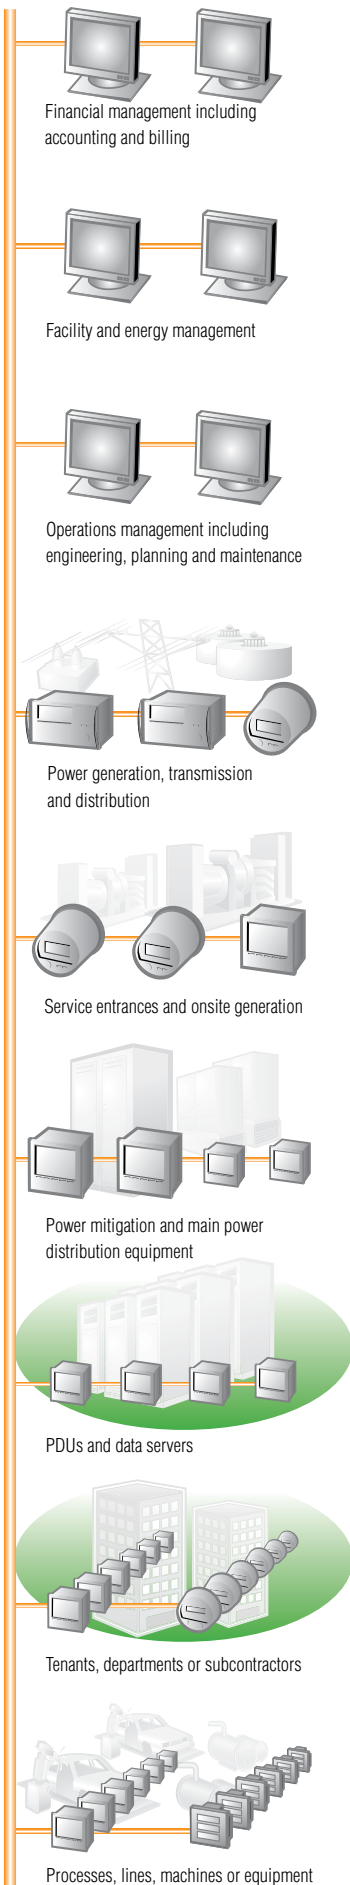 Financial management including
accounting and billing
Facility and energy management
Operations management including
engineering, planning and maintenance
Power generation, transmission
and distribution
Service entrances and onsite generation
Power mitigation and main power
distribution equipment
PDUs and data servers
Tenants, departments or subcontractors
Processes, lines, machines or equipment